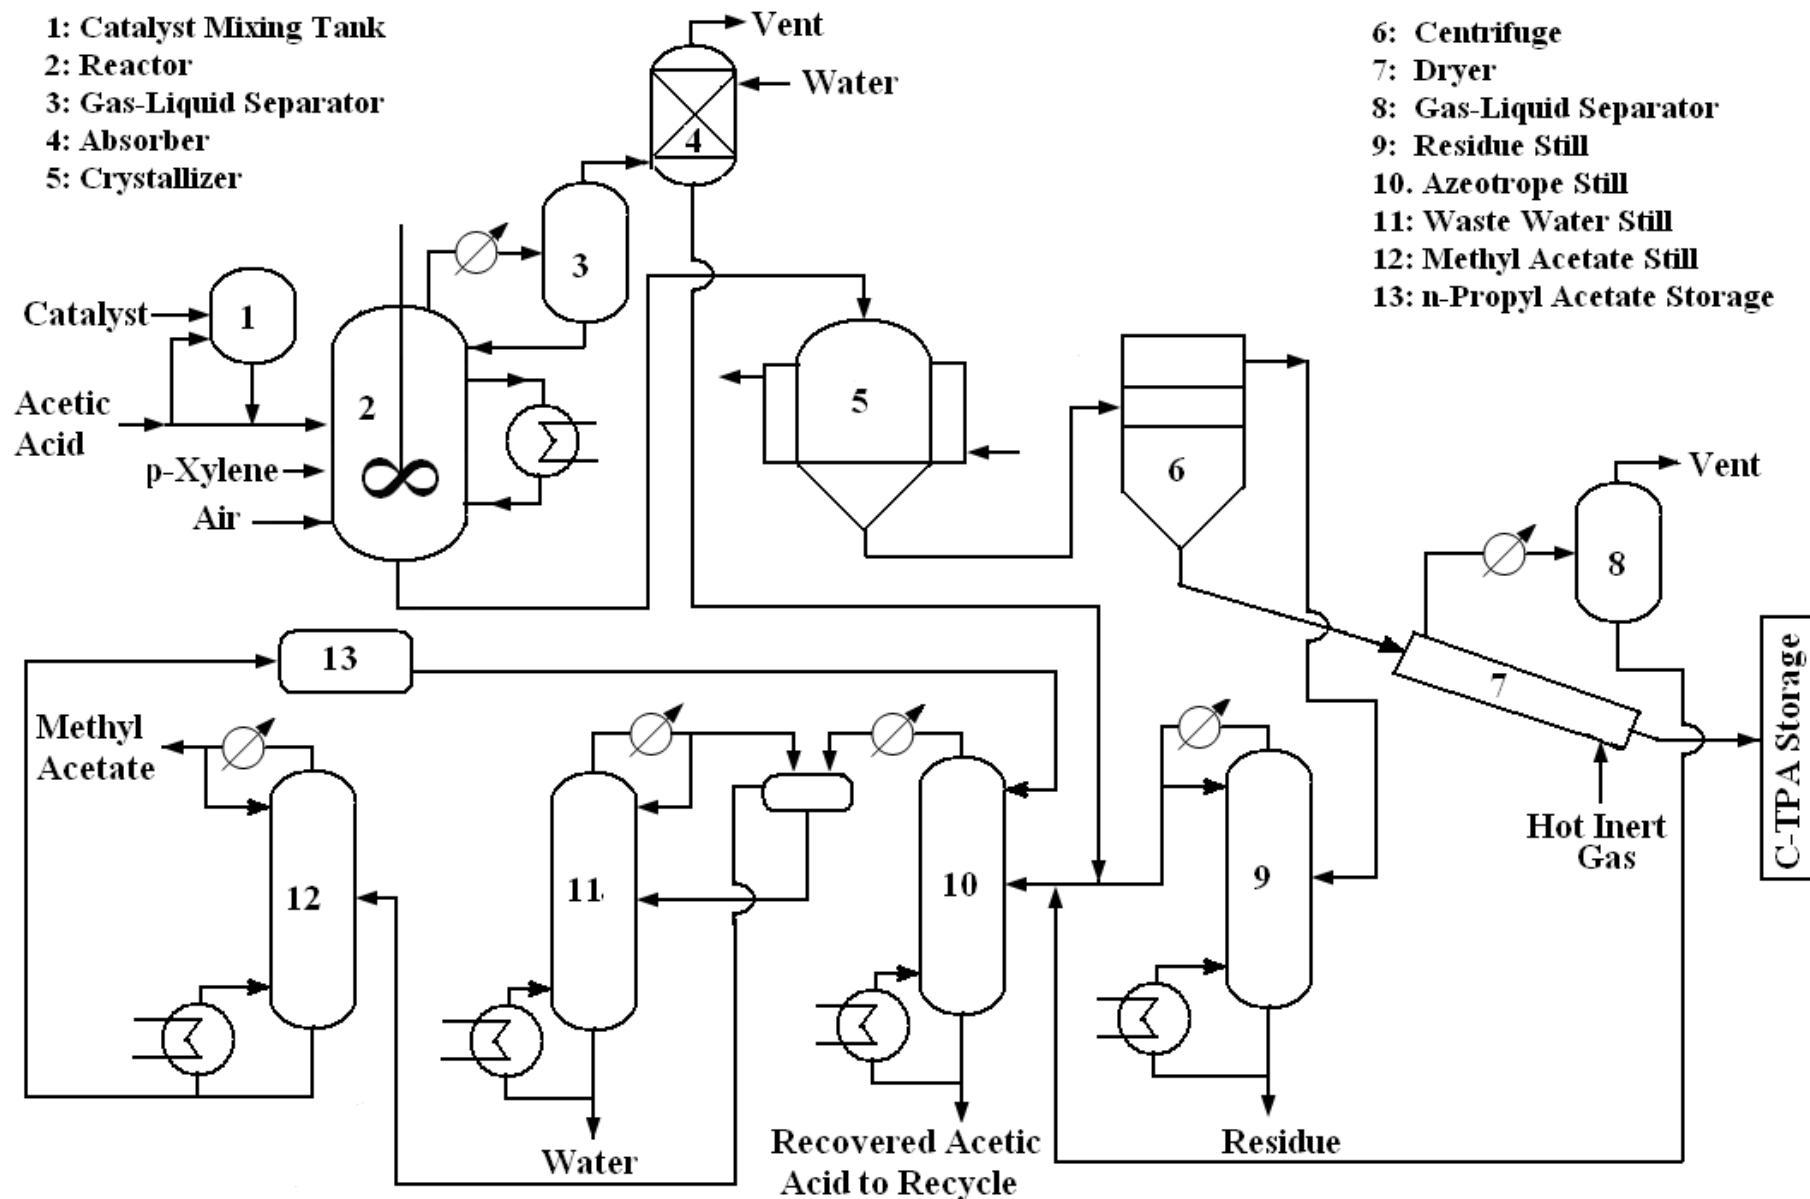 1: Catalyst Mixing Tank
2: Reactor
3: Gas-Liquid Separator
4: Absorber
5: Crystallizer
6: Centrifuge
7: Dryer
8: Gas-Liquid Separator
9: Residue Still
10. Azeotrope Still
11: Waste Water Still
12: Methyl Acetate Still
13: n-Propyl Acetate Storage
Vent
Water
4
3
Catalyst
1
Acetic
Acid
2
p-Xylene
Air
5
6
Vent
8
7
Hot Inert
Gas
C-TPA Storage
13
Methyl
Acetate
12
11
10
9
Water
Recovered Acetic
Acid to Recycle
Residue